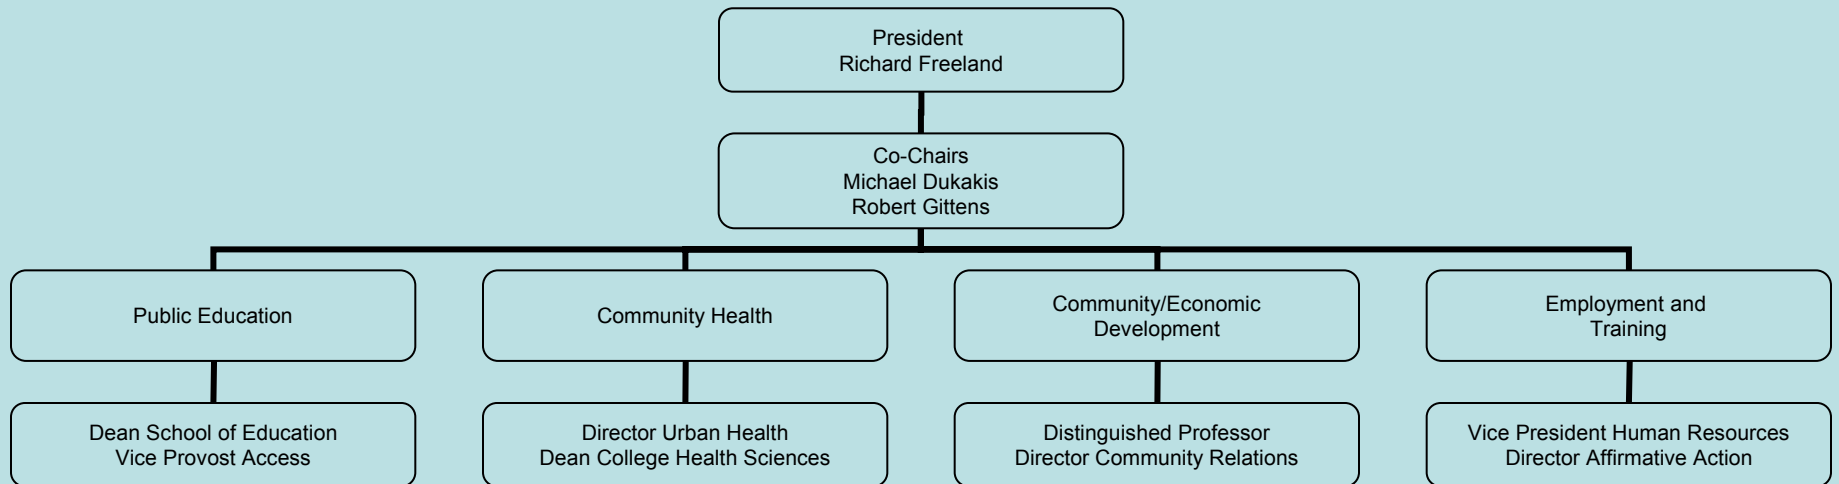 President
Richard Freeland
Co-Chairs
Michael Dukakis
Robert Gittens
Public Education
Community Health
Community/Economic
Development
Employment and
Training
Dean School of Education
Vice Provost Access
Director Urban Health
Dean College Health Sciences
Distinguished Professor
Director Community Relations
Vice President Human Resources
Director Affirmative Action